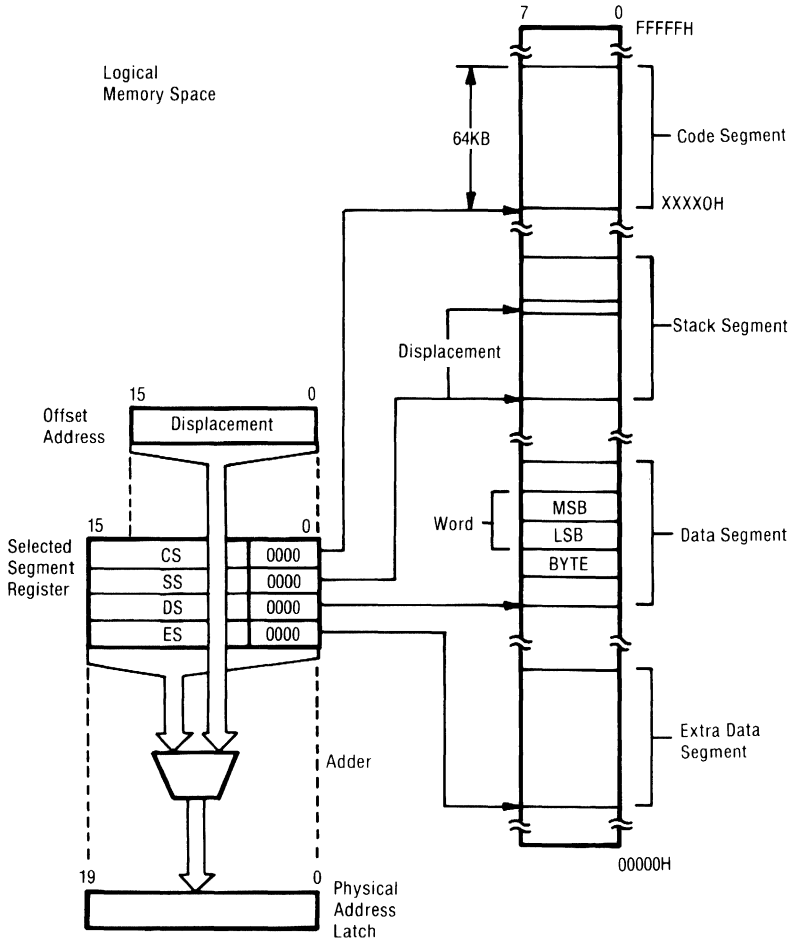 7 0
FFFFFH
Logical
Memory Space
64KB
Code Segment
XXXX0H
Stack Segment
Displacement
15 0
Offset
Address
Displacement
15 0
Selected
Segment
Register
CS 0000
SS 0000
DS 0000
ES 0000
Word
MSB
LSB
BYTE
Data Segment
Extra Data
Segment
Adder
00000H
19 0
Physical
Address
Latch